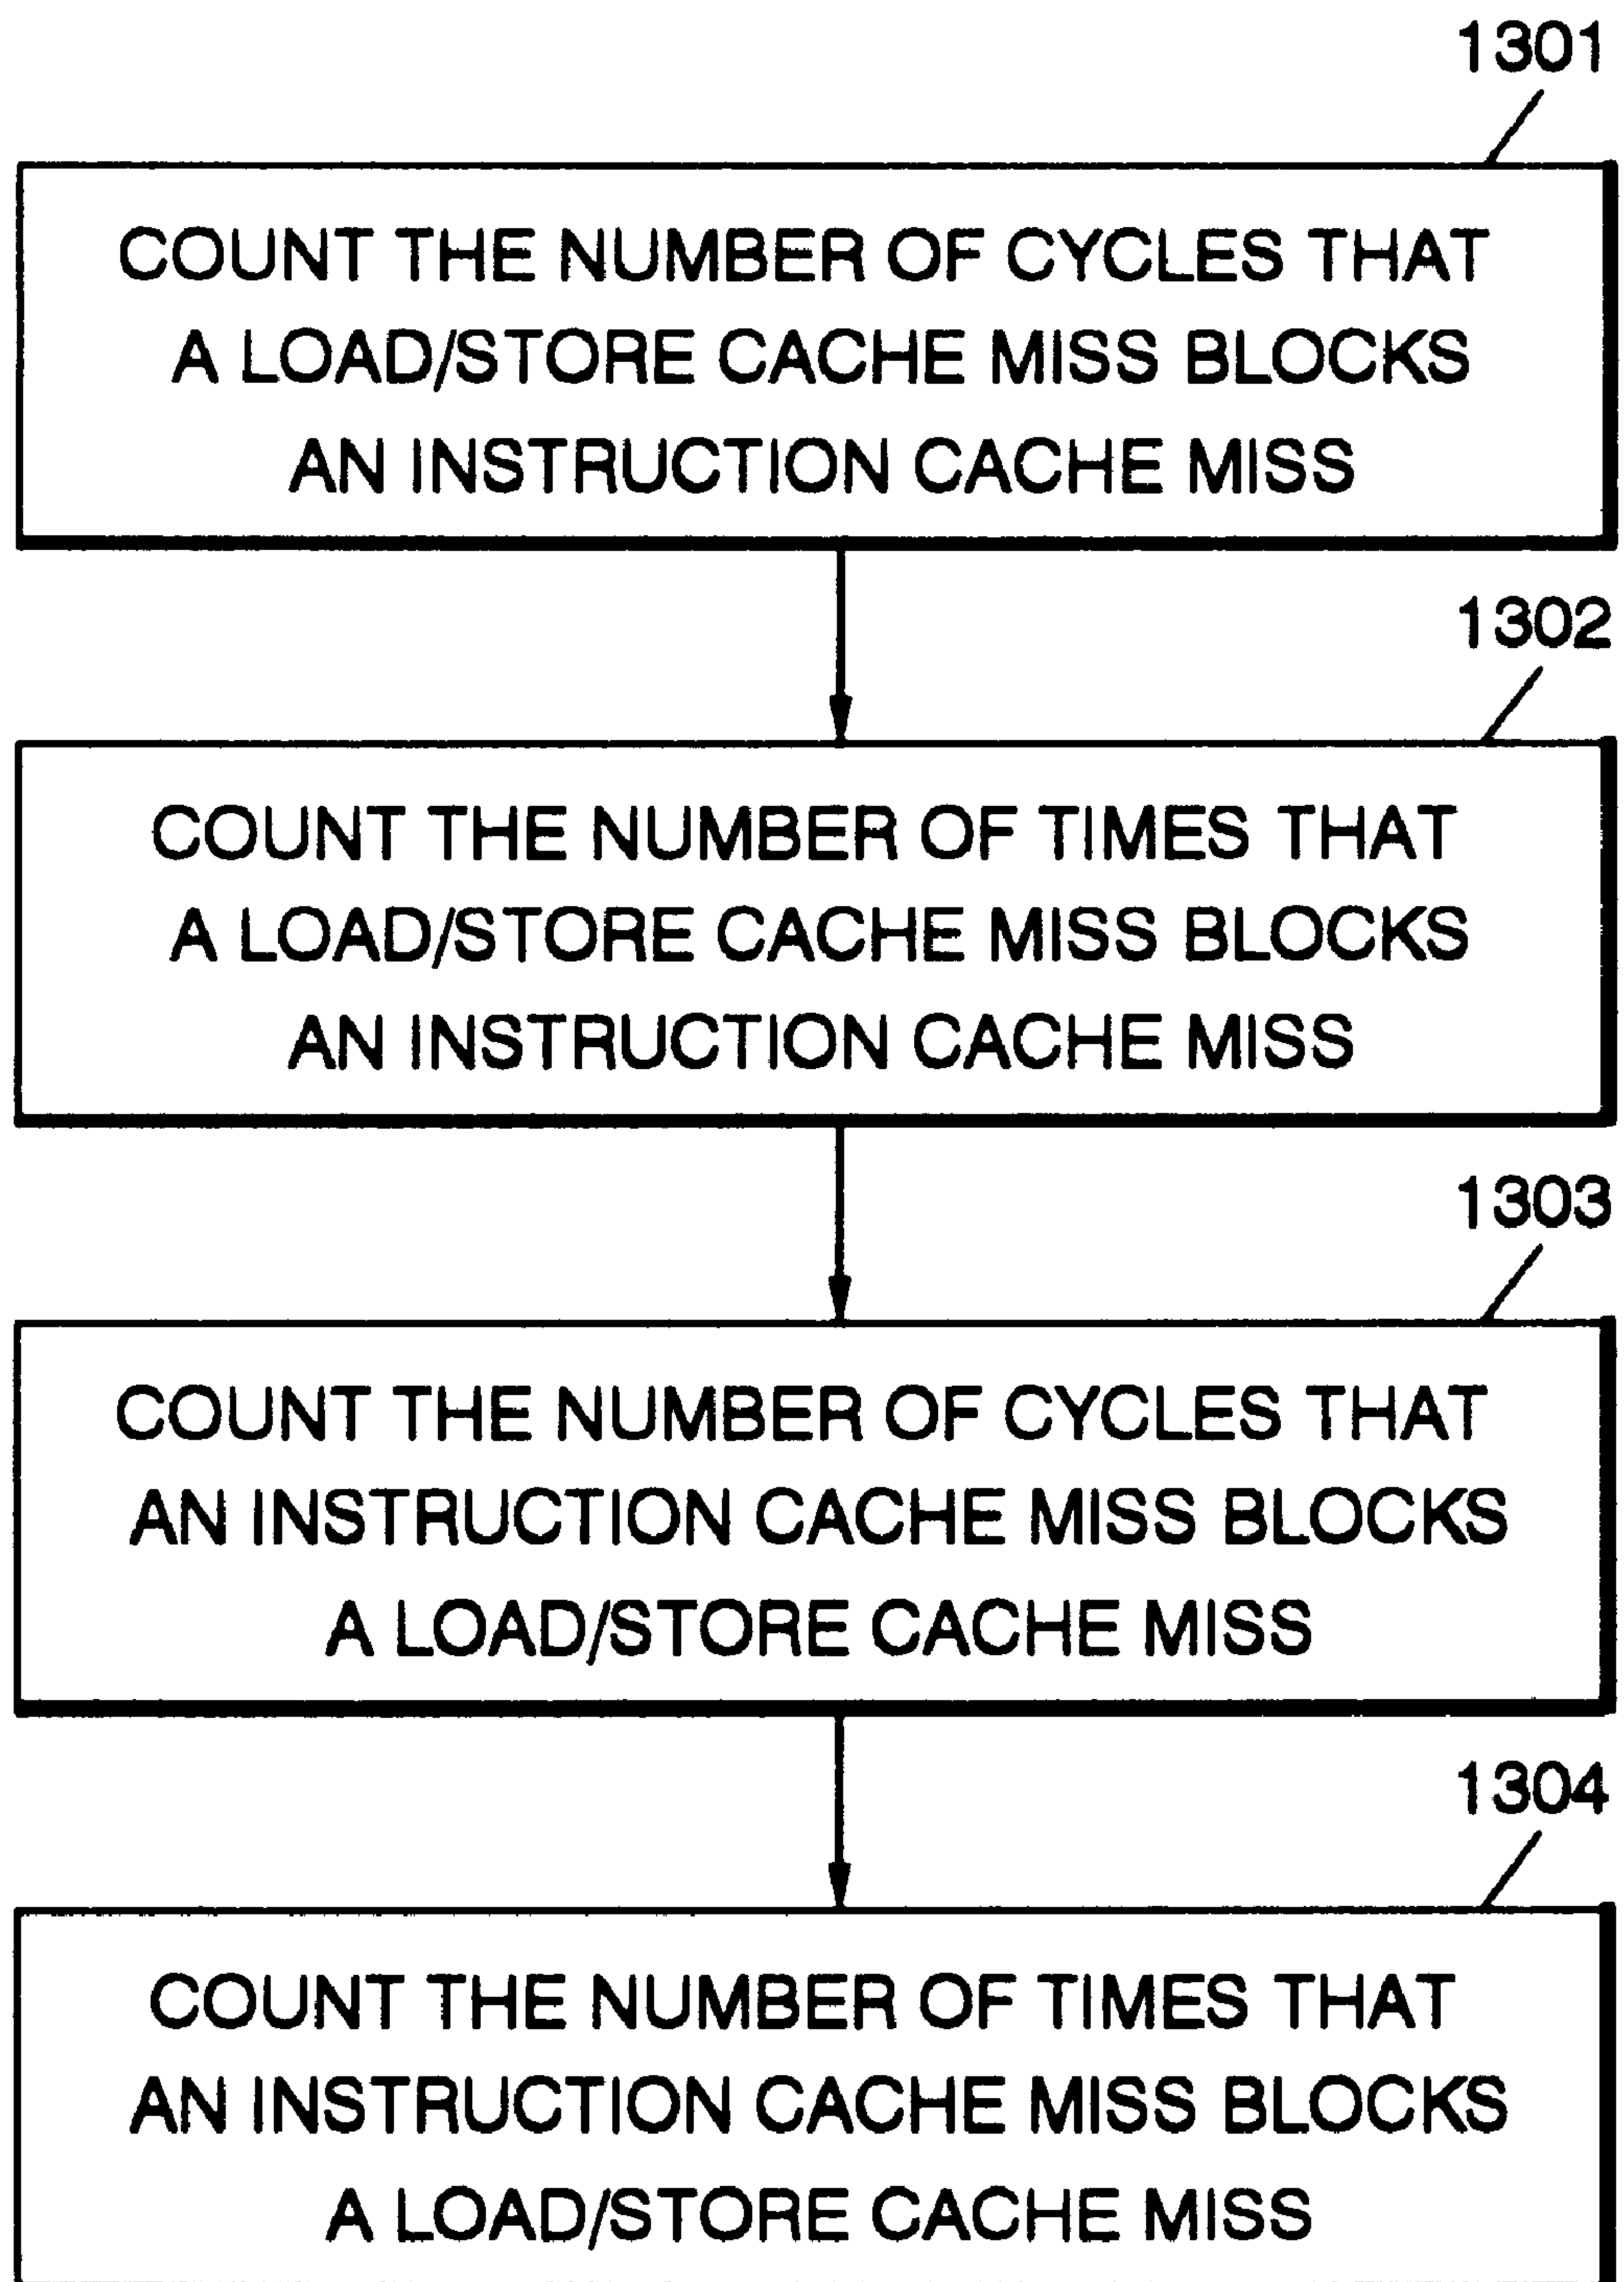 1301
COUNT THE NUMBER OF CYCLES THAT
A LOAD/STORE CACHE MISS BLOCKS
AN INSTRUCTION CACHE MISS
1302
COUNT THE NUMBER OF TIMES THAT
A LOAD/STORE CACHE MISS BLOCKS
AN INSTRUCTION CACHE MISS
1303
COUNT THE NUMBER OF CYCLES THAT
AN INSTRUCTION CACHE MISS BLOCKS
A LOAD/STORE CACHE MISS
1304
COUNT THE NUMBER OF TIMES THAT
AN INSTRUCTION CACHE MISS BLOCKS
A LOAD/STORE CACHE MISS